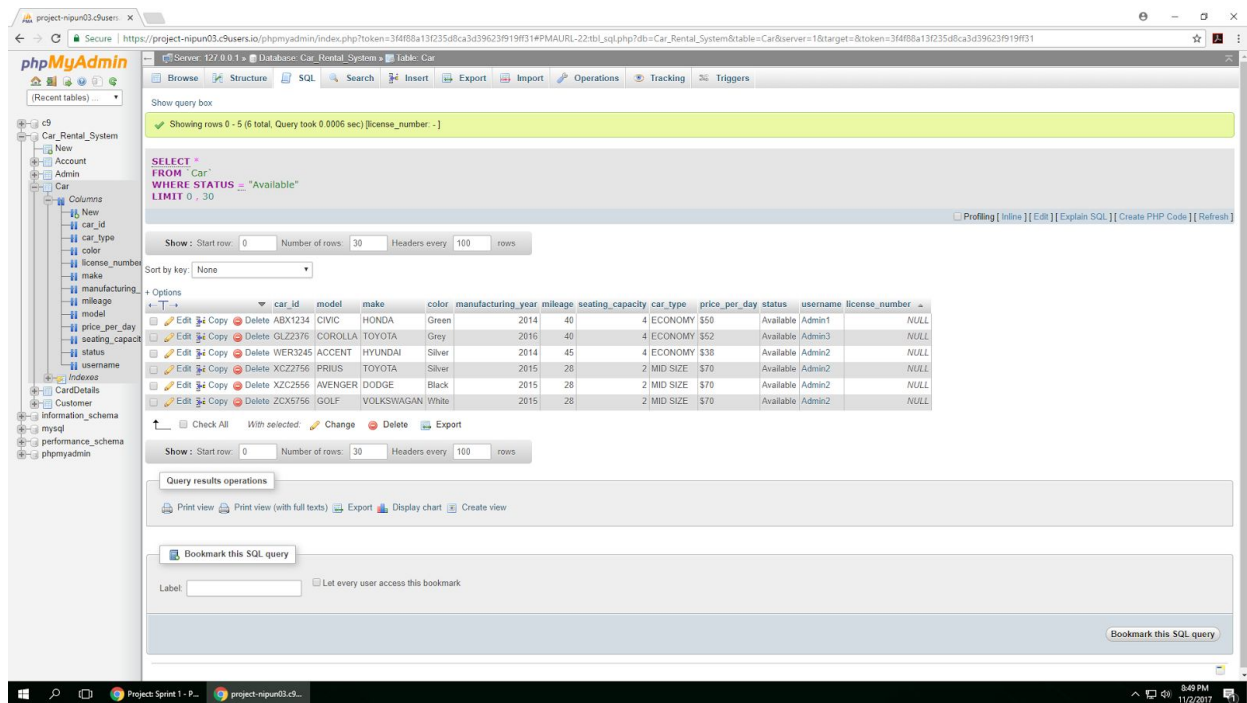 project-nipun03.c9users.
Secure | https://project-nipun03.c9users.io/phpmyadmin/index.php?token=3f4f88a13f235d8ca3d39623f919ff31#PMAURL-22:tbl_sql.php?db=Car_Rental_System&table=Car&server=1&target=&token=3f4f88a13f235d8ca3d39623f919ff31
phpMyAdmin
(Recent tables) ...
c9
Car_Rental_System
New
Account
Admin
Car
Columns
New
car_id
car_type
color
license_number
make
manufacturing_
mileage
model
price_per_day
seating_capacit
status
username
Indexes
CardDetails
Customer
information_schema
mysql
performance_schema
phpmyadmin
Server: 127.0.0.1 » Database: Car_Rental_System » Table: Car
Browse Structure SQL Search Insert Export Import Operations Tracking Triggers
Show query box
Showing rows 0 - 5 (6 total, Query took 0.0006 sec) [license_number: - ]
SELECT *
FROM `Car`
WHERE STATUS = "Available"
LIMIT 0 , 30
Profiling [ Inline ] [ Edit ] [ Explain SQL ] [ Create PHP Code ] [ Refresh ]
Show : Start row: 0 Number of rows: 30 Headers every 100 rows
Sort by key: None
+ Options
←T→ car_id model make color manufacturing_year mileage seating_capacity car_type price_per_day status username license_number
Edit Copy Delete ABX1234 CIVIC HONDA Green 2014 40 4 ECONOMY $50 Available Admin1 NULL
Edit Copy Delete GLZ2376 COROLLA TOYOTA Grey 2016 40 4 ECONOMY $52 Available Admin3 NULL
Edit Copy Delete WER3245 ACCENT HYUNDAI Silver 2014 45 4 ECONOMY $38 Available Admin2 NULL
Edit Copy Delete XCZ2756 PRIUS TOYOTA Silver 2015 28 2 MID SIZE $70 Available Admin2 NULL
Edit Copy Delete XZC2556 AVENGER DODGE Black 2015 28 2 MID SIZE $70 Available Admin2 NULL
Edit Copy Delete ZCX5756 GOLF VOLKSWAGAN White 2015 28 2 MID SIZE $70 Available Admin2 NULL
Check All With selected: Change Delete Export
Show : Start row: 0 Number of rows: 30 Headers every 100 rows
Query results operations
Print view Print view (with full texts) Export Display chart Create view
Bookmark this SQL query
Label: Let every user access this bookmark
Bookmark this SQL query
Project: Sprint 1 - P... project-nipun03.c9...
8:49 PM
11/2/2017